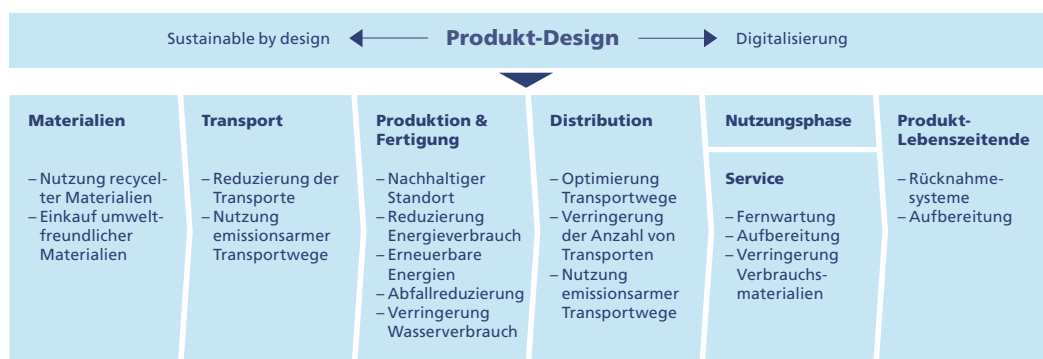 Sustainable by design Produkt-Design Digitalisierung
Materialien
– Nutzung recycel-
ter Materialien
– Einkauf umwelt-
freundlicher
Materialien
Transport
– Reduzierung der
Transporte
– Nutzung
emissionsarmer
Transportwege
Produktion &
Fertigung
– Nachhaltiger
Standort
– Reduzierung
Energieverbrauch
– Erneuerbare
Energien
– Abfallreduzierung
– Verringerung
Wasserverbrauch
Distribution
– Optimierung
Transportwege
– Verringerung
der Anzahl von
Transporten
– Nutzung
emissionsarmer
Transportwege
Nutzungsphase
Service
– Fernwartung
– Aufbereitung
– Verringerung
Verbrauchs-
materialien
Produkt-
Lebenszeitende
– Rücknahme-
systeme
– Aufbereitung